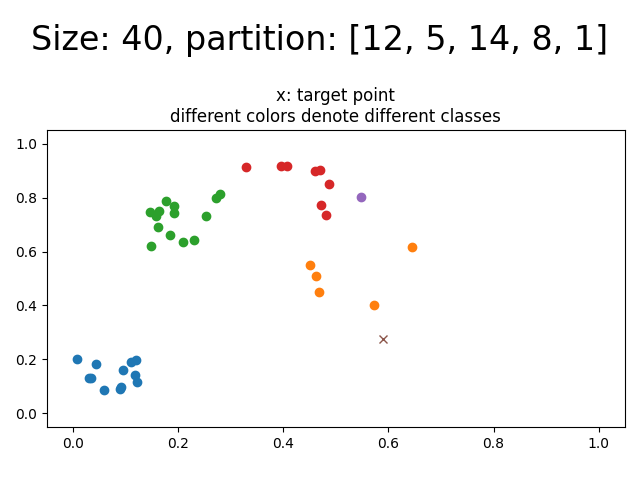 Size: 40, partition: [12, 5, 14, 8, 1]
x: target point
different colors denote different classes
1.0
0.8
0.6
0.4
0.2
0.0
0.0 0.2 0.4 0.6 0.8 1.0